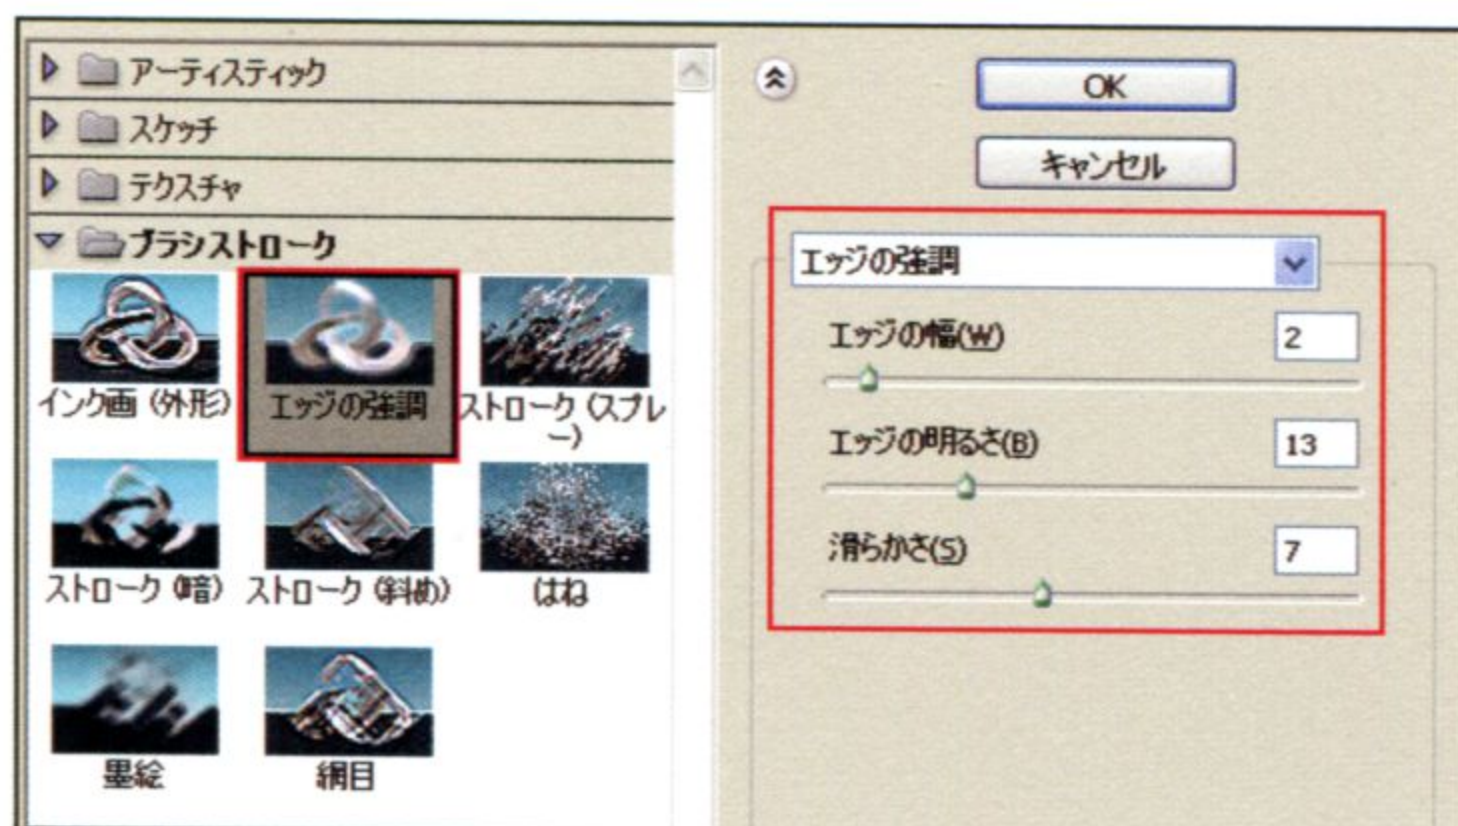 アーティスティック
スケッチ
テクスチャ
ブラシストローク
インク画 (外形)
エッジの強調
ストローク (スプレ
ー)
ストローク (暗)
ストローク (斜め)
はね
墨絵
網目
OK
キャンセル
エッジの強調
エッジの幅(W)
2
エッジの明るさ(B)
13
滑らかさ(S)
7